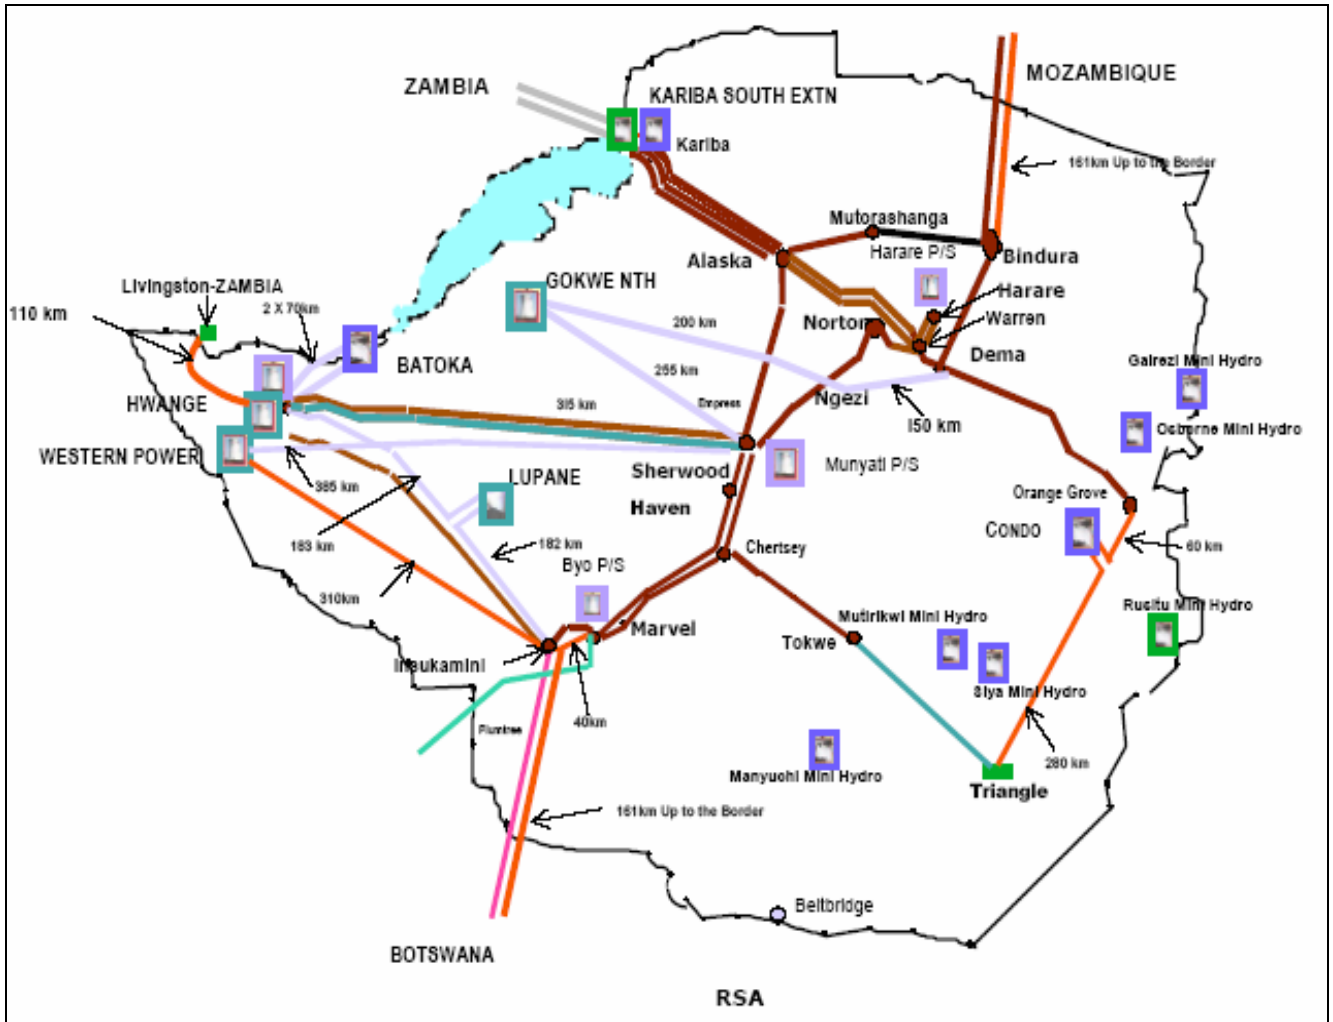 ZAMBIA
KARIBA SOUTH EXTN
MOZAMBIQUE
Kariba
161km Up to the Border
Mutorashanga
Alaska
Harare P/S
Bindura
Livingston-ZAMBIA
GOKWE NTH
Harare
110 km
2 X 70km
200 km
Norton
Warren
Dema
Gairezi Mini Hydro
BATOKA
255 km
HWANGE
315 km
Empress
Ngezi
150 km
Osborne Mini Hydro
WESTERN POWER
Sherwood
Munyati P/S
385 km
LUPANE
Haven
Orange Grove
CONDO
183 km
182 km
Chertsey
60 km
Byo P/S
310km
Rusitu Mini Hydro
Mutirikwi Mini Hydro
Marvel
Tokwe
Insukamini
Siya Mini Hydro
40km
Plumtree
280 km
Manyuchi Mini Hydro
Triangle
161km Up to the Border
Beitbridge
BOTSWANA
RSA